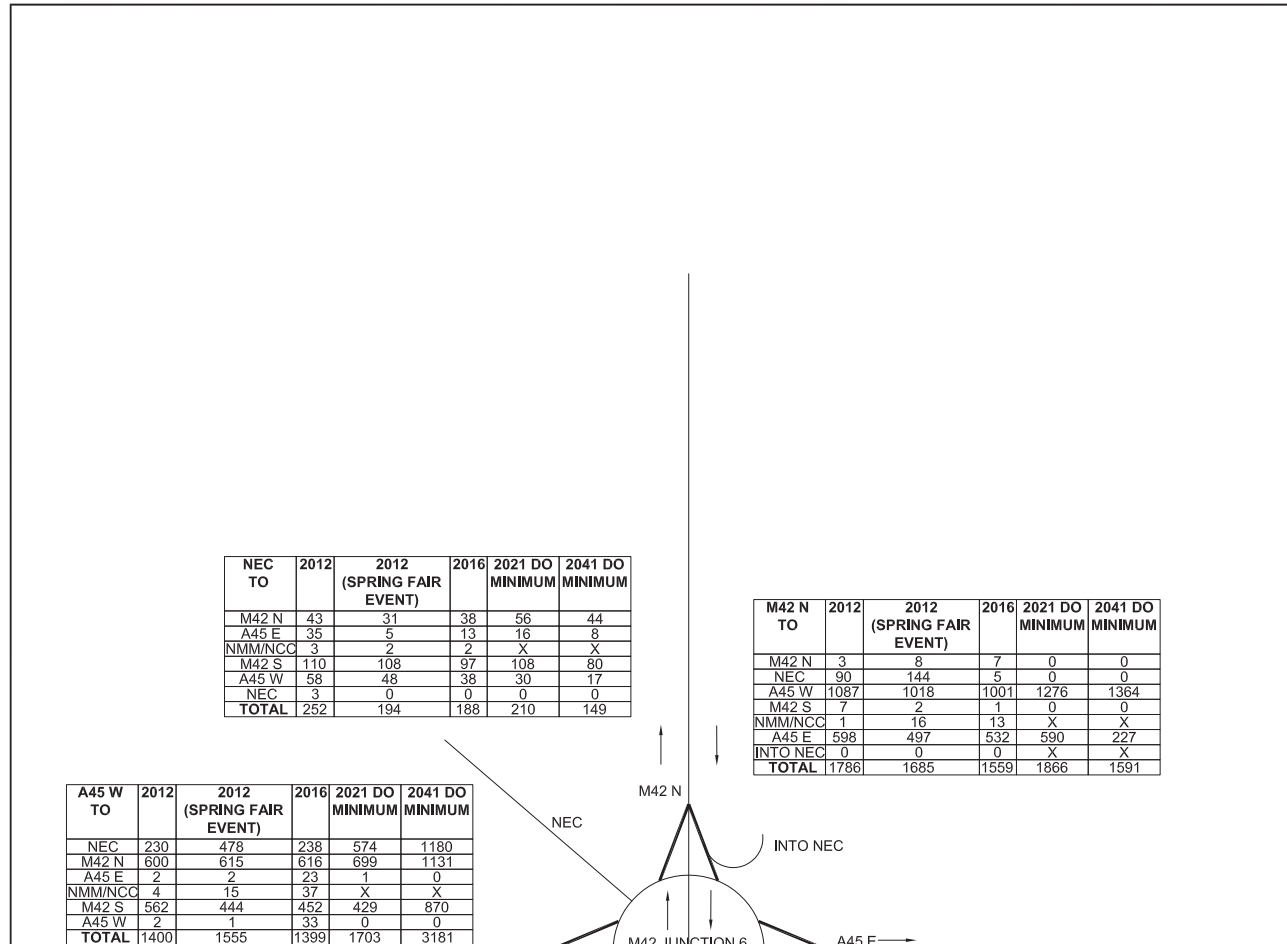 NEC TO 2012 2012 (SPRING FAIR EVENT) 2016 2021 DO MINIMUM 2041 DO MINIMUM
M42 N 43 31 38 56 44
A45 E 35 5 13 16 8
NMM/NCC 3 2 2 X X
M42 S 110 108 97 108 80
A45 W 58 48 38 30 17
NEC 3 0 0 0 0
TOTAL 252 194 188 210 149
M42 N TO 2012 2012 (SPRING FAIR EVENT) 2016 2021 DO MINIMUM 2041 DO MINIMUM
M42 N 3 8 7 0 0
NEC 90 144 5 0 0
A45 W 1087 1018 1001 1276 1364
M42 S 7 2 1 0 0
NMM/NCC 1 16 13 X X
A45 E 598 497 532 590 227
INTO NEC 0 0 0 X X
TOTAL 1786 1685 1559 1866 1591
A45 W TO 2012 2012 (SPRING FAIR EVENT) 2016 2021 DO MINIMUM 2041 DO MINIMUM
NEC 230 478 238 574 1180
M42 N 600 615 616 699 1131
A45 E 2 2 23 1 0
NMM/NCC 4 15 37 X X
M42 S 562 444 452 429 870
A45 W 2 1 33 0 0
TOTAL 1400 1555 1399 1703 3181
M42 N
NEC
INTO NEC
M42 JUNCTION 6
A45 E